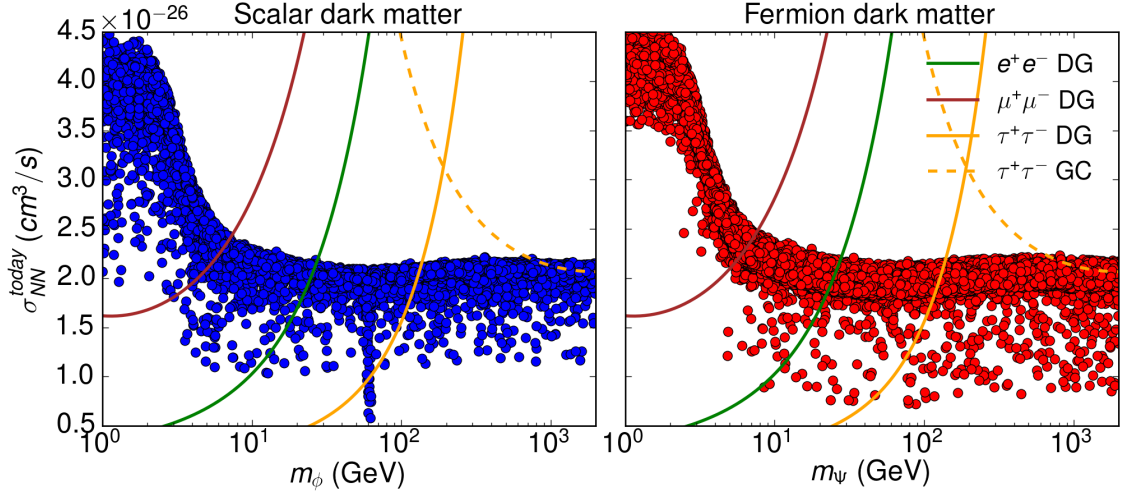 Scalar dark matter
Fermion dark matter
×10⁻²⁶
4.5
4.0
3.5
3.0
2.5
2.0
1.5
1.0
0.5
σ_{NN}^{today} (cm³/s)
10⁰
10¹
10²
10³
m_ϕ (GeV)
10⁰
10¹
10²
10³
m_Ψ (GeV)
e⁺e⁻ DG
μ⁺μ⁻ DG
τ⁺τ⁻ DG
τ⁺τ⁻ GC